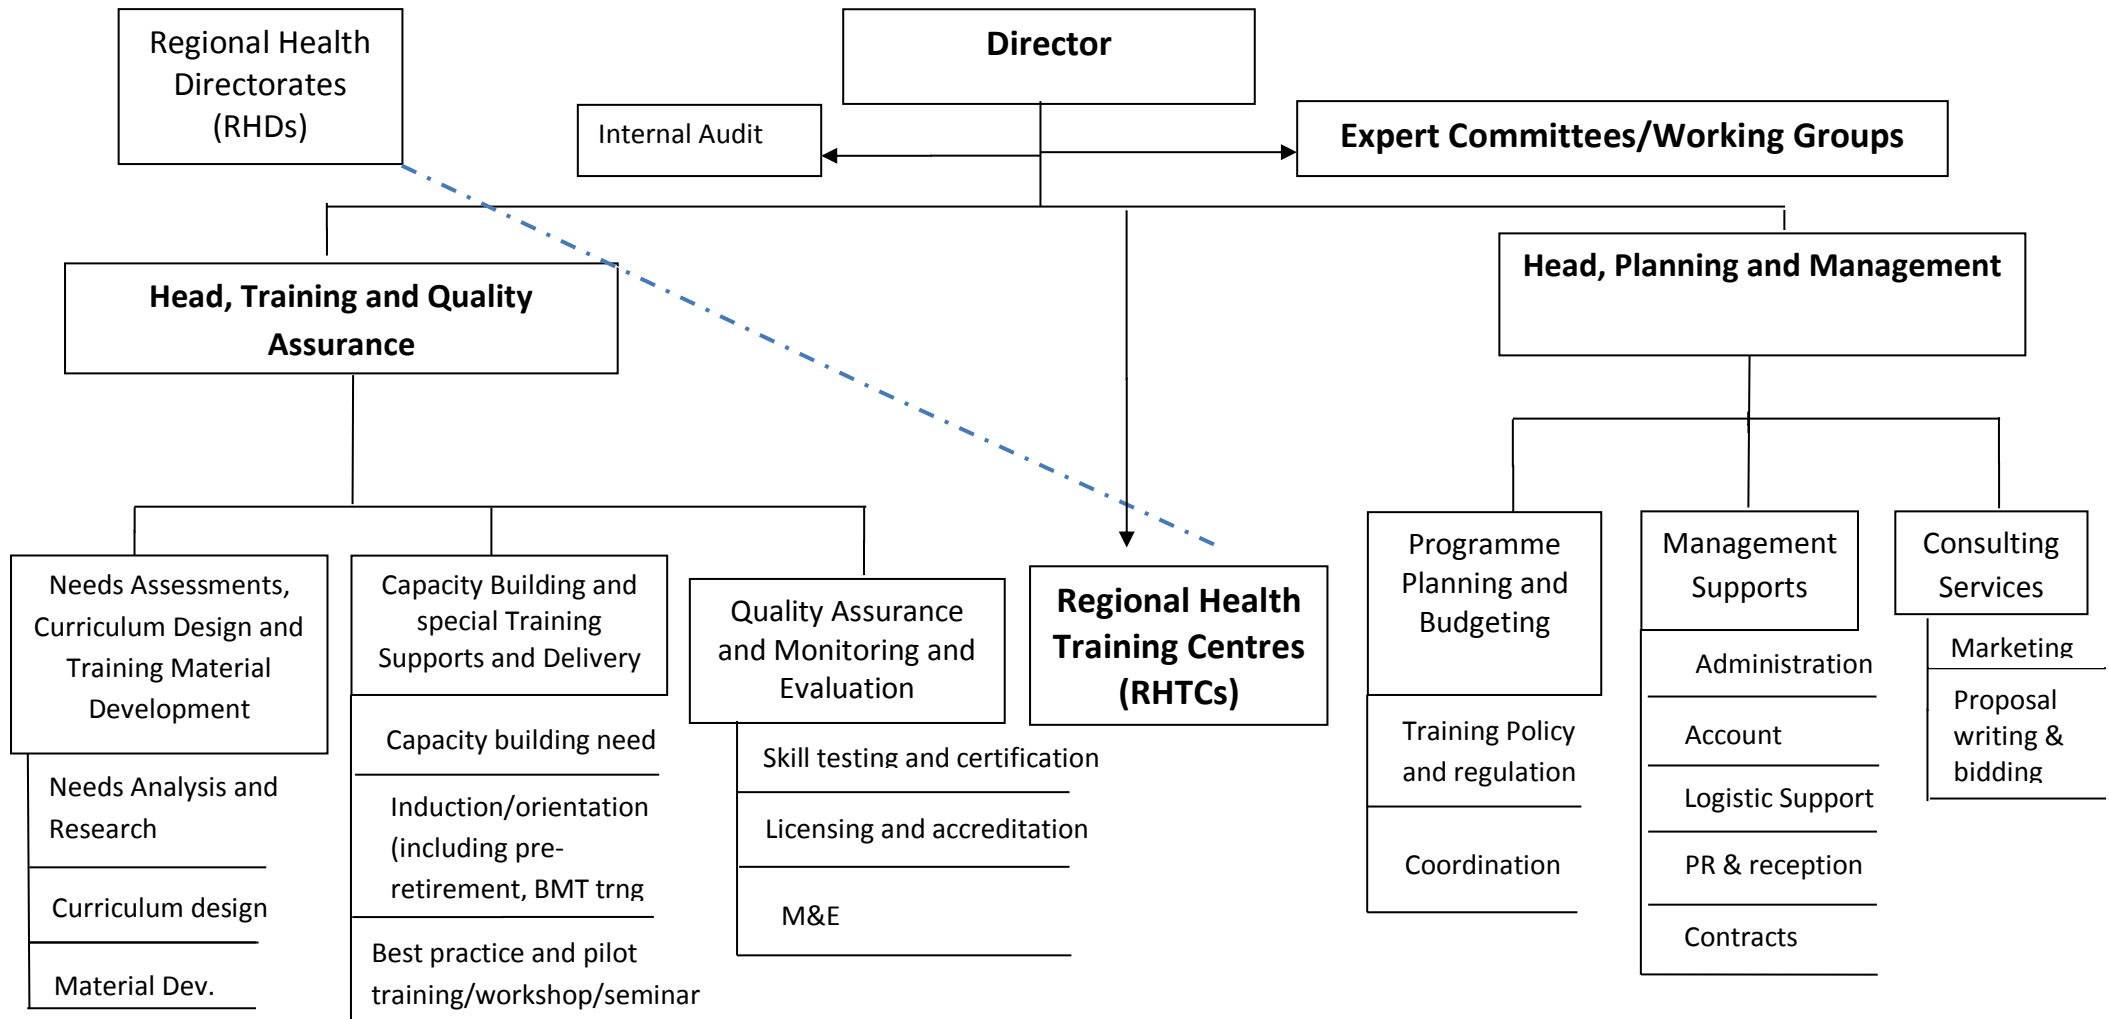 Regional Health
Directorates
(RHDs)
Director
Internal Audit
Expert Committees/Working Groups
Head, Training and Quality
Assurance
Head, Planning and Management
Needs Assessments,
Curriculum Design and
Training Material
Development
Needs Analysis and
Research
Curriculum design
Material Dev.
Capacity Building and
special Training
Supports and Delivery
Capacity building need
Induction/orientation
(including pre-
retirement, BMT trng
Best practice and pilot
training/workshop/seminar
Quality Assurance
and Monitoring and
Evaluation
Skill testing and certification
Licensing and accreditation
M&E
Regional Health
Training Centres
(RHTCs)
Programme
Planning and
Budgeting
Training Policy
and regulation
Coordination
Management
Supports
Administration
Account
Logistic Support
PR & reception
Contracts
Consulting
Services
Marketing
Proposal
writing &
bidding